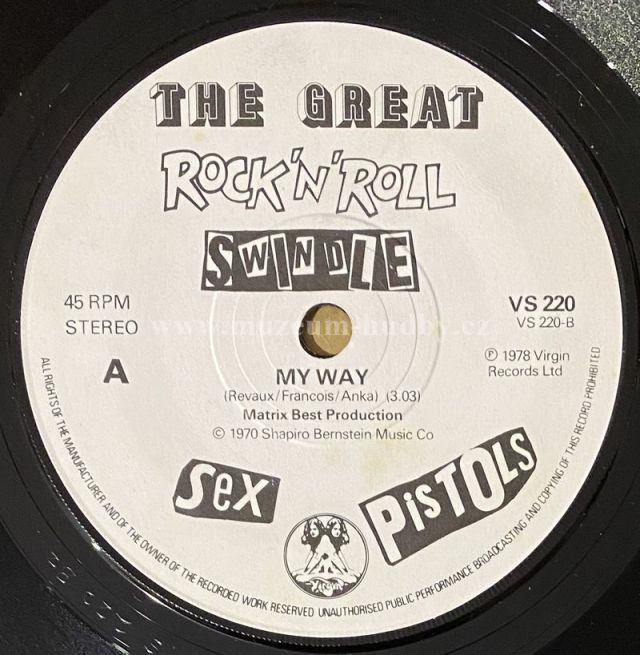 THE GREAT
ROCK'N'ROLL
SWINDLE
45 RPM
STEREO
A
VS 220
VS 220-B
℗ 1978 Virgin
Records Ltd
www.muzeum-hudby.cz
MY WAY
(Revaux/Francois/Anka) (3.03)
Matrix Best Production
© 1970 Shapiro Bernstein Music Co
Sex
PiSTOLS
Virgin
ALL RIGHTS OF THE MANUFACTURER AND OF THE OWNER OF THE RECORDED WORK RESERVED UNAUTHORISED PUBLIC PERFORMANCE BROADCASTING AND COPYING OF THIS RECORD PROHIBITED